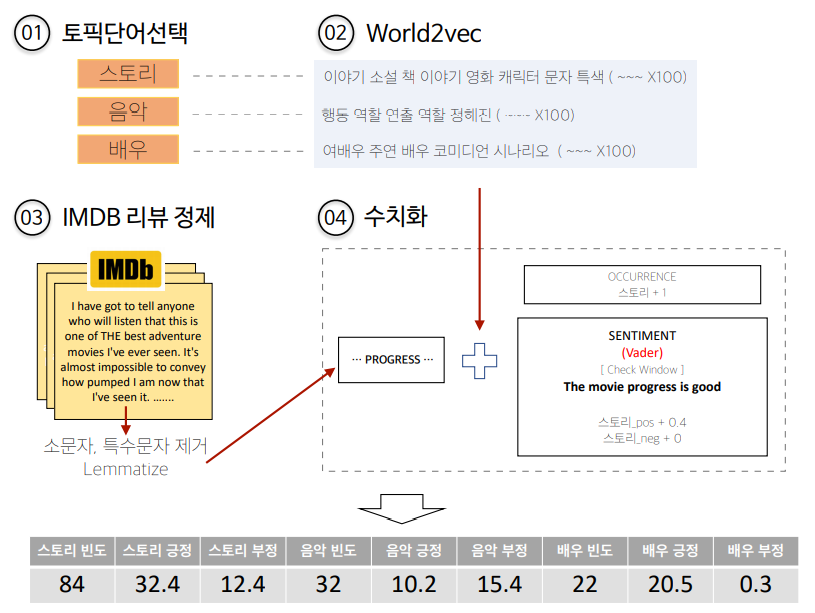 01 토픽단어선택
스토리
음악
배우
02 World2vec
이야기 소설 책 이야기 영화 캐릭터 문자 특색 ( ~~~ X100)
행동 역할 연출 역할 정혜진 ( ~~~ X100)
여배우 주연 배우 코미디언 시나리오 ( ~~~ X100)
03 IMDB 리뷰 정제
IMDb
I have got to tell anyone
who will listen that this is
one of THE best adventure
movies I've ever seen. It's
almost impossible to convey
how pumped I am now that
I've seen it. .......
소문자, 특수문자 제거
Lemmatize
04 수치화
··· PROGRESS ···
OCCURRENCE
스토리 + 1
SENTIMENT
(Vader)
[ Check Window ]
The movie progress is good
스토리_pos + 0.4
스토리_neg + 0
스토리 빈도 스토리 긍정 스토리 부정 음악 빈도 음악 긍정 음악 부정 배우 빈도 배우 긍정 배우 부정
84 32.4 12.4 32 10.2 15.4 22 20.5 0.3